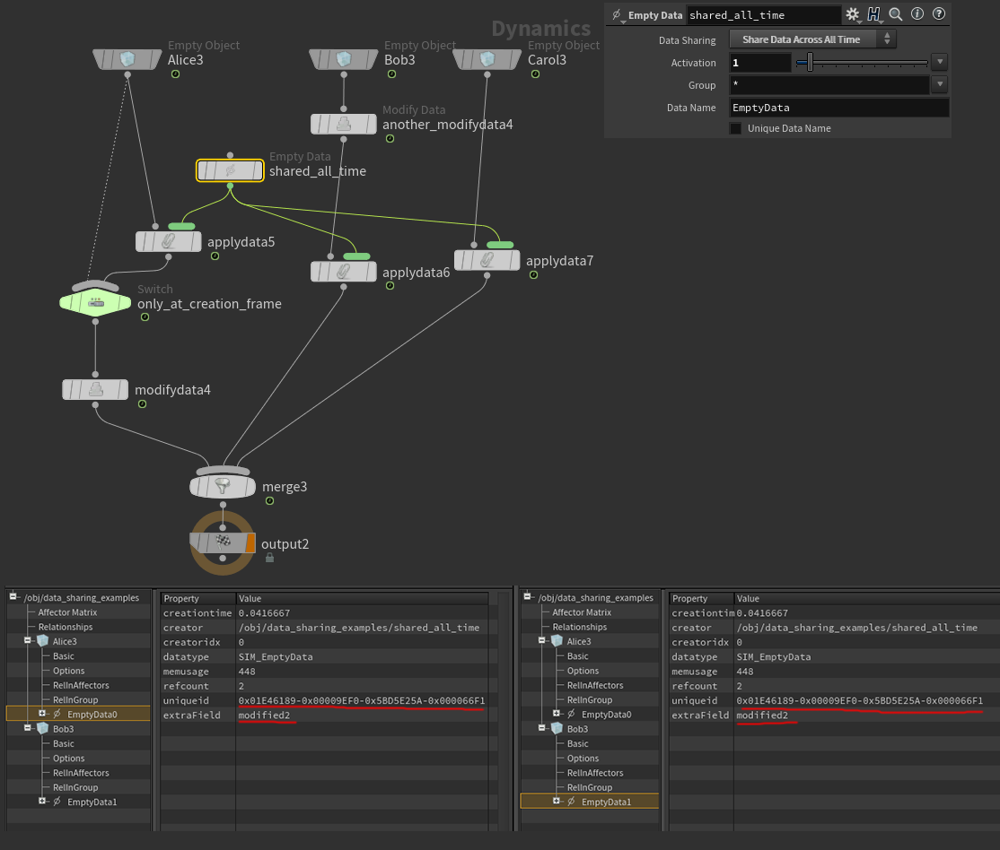 Dynamics
Empty Object
Alice3
Empty Object
Bob3
Empty Object
Carol3
Modify Data
another_modifydata4
Empty Data
shared_all_time
applydata5
applydata6
applydata7
Switch
only_at_creation_frame
modifydata4
merge3
output2
Empty Data shared_all_time
Data Sharing Share Data Across All Time
Activation 1
Group *
Data Name EmptyData
Unique Data Name
/obj/data_sharing_examples
Affector Matrix
Relationships
Alice3
Basic
Options
RelInAffectors
RelInGroup
EmptyData0
Bob3
Basic
Options
RelInAffectors
RelInGroup
EmptyData1
Property Value
creationtime 0.0416667
creator /obj/data_sharing_examples/shared_all_time
creatoridx 0
datatype SIM_EmptyData
memusage 448
refcount 2
uniqueid 0x01E46189-0x00009EF0-0x5BD5E25A-0x000066F1
extraField modified2
/obj/data_sharing_examples
Affector Matrix
Relationships
Alice3
Basic
Options
RelInAffectors
RelInGroup
EmptyData0
Bob3
Basic
Options
RelInAffectors
RelInGroup
EmptyData1
Property Value
creationtim 0.0416667
creator /obj/data_sharing_examples/shared_all_time
creatoridx 0
datatype SIM_EmptyData
memusage 448
refcount 2
uniqueid 0x01E46189-0x00009EF0-0x5BD5E25A-0x000066F1
extraField modified2